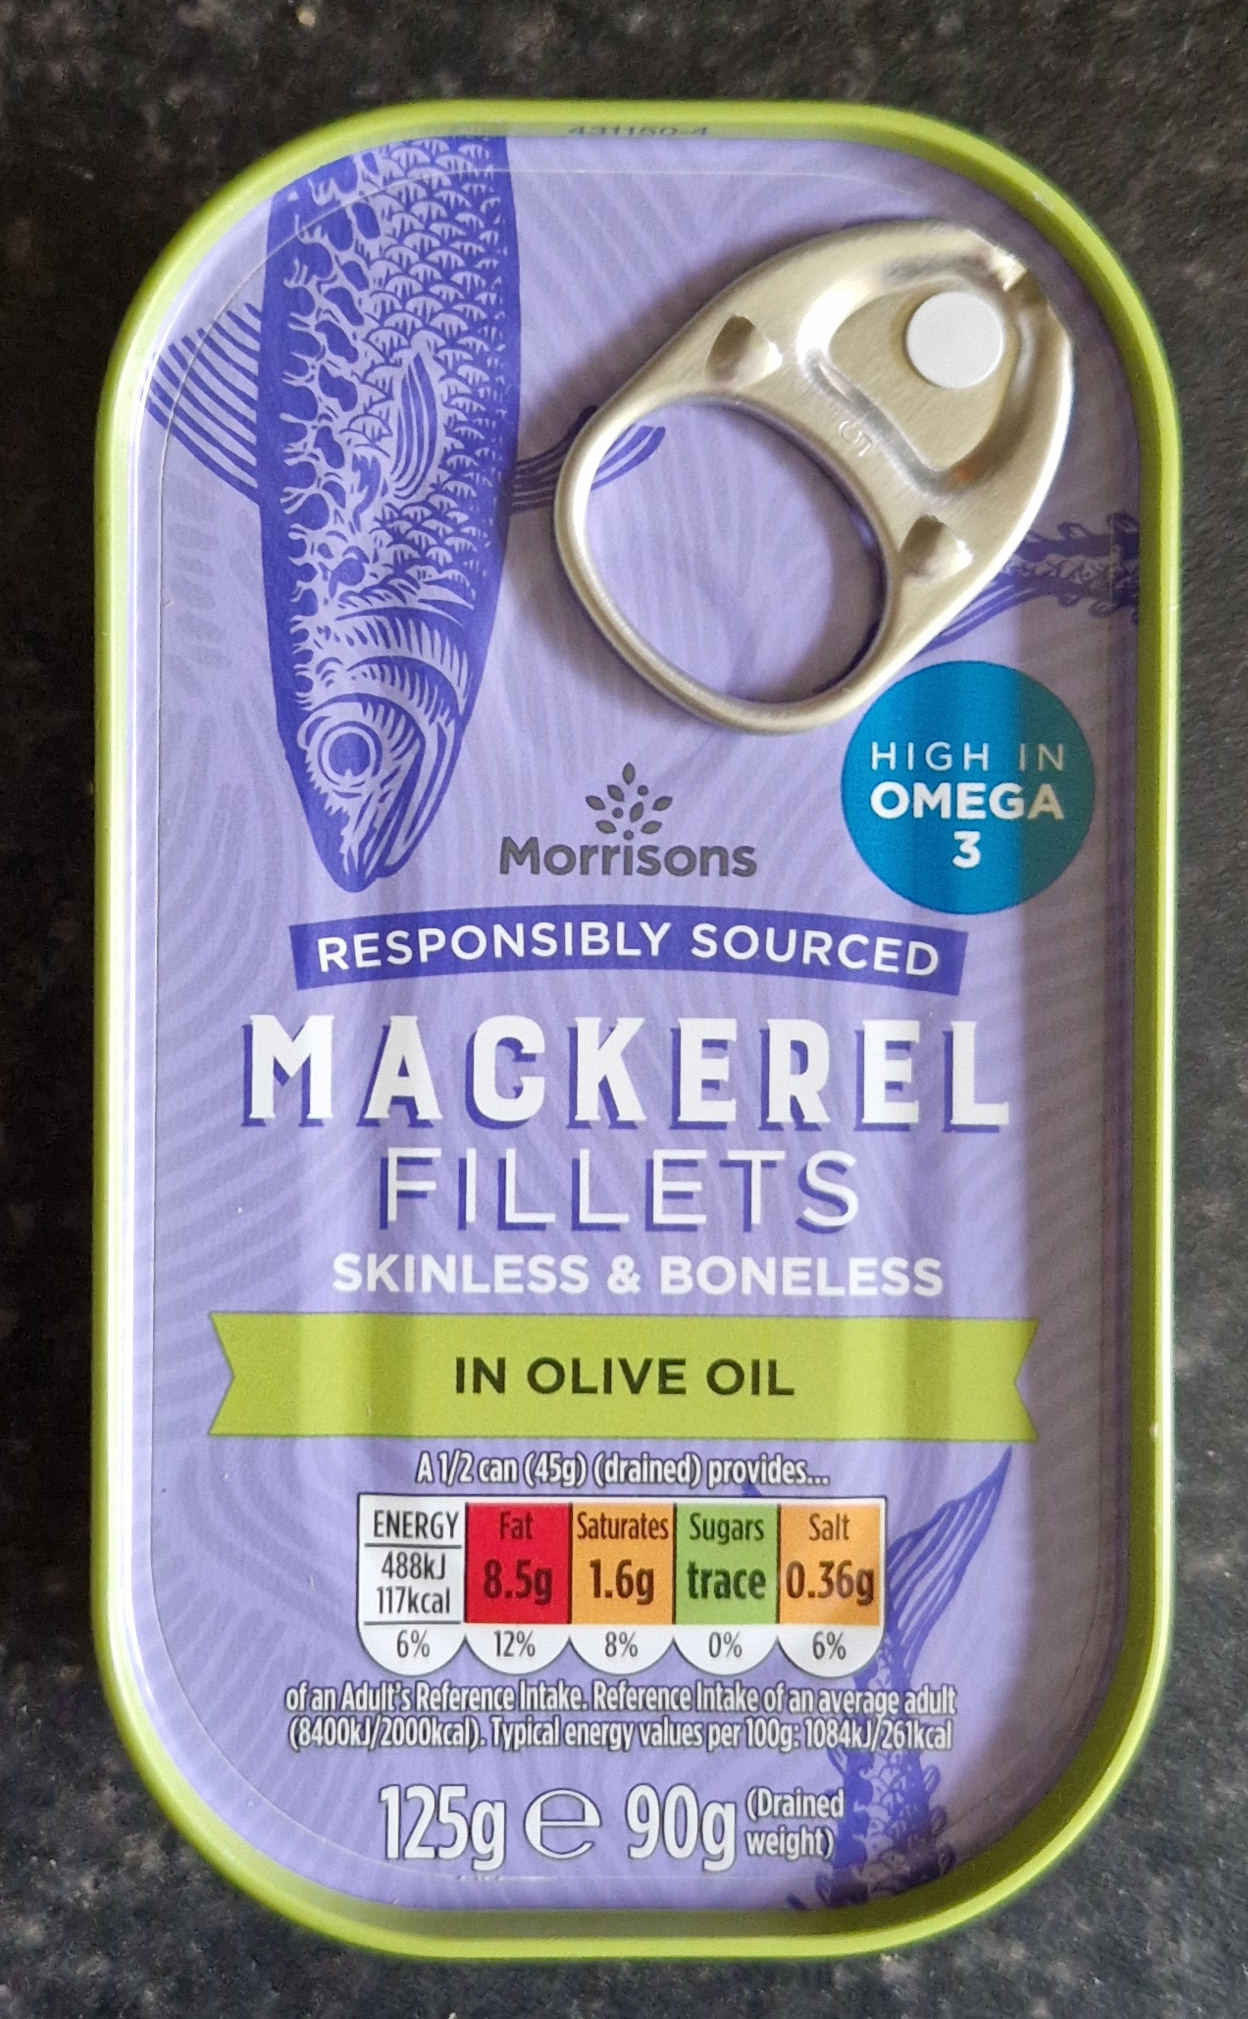 431150-4
5
HIGH IN
OMEGA
3
Morrisons
RESPONSIBLY SOURCED
MACKEREL
FILLETS
SKINLESS & BONELESS
IN OLIVE OIL
A 1/2 can (45g) (drained) provides...
ENERGY Fat Saturates Sugars Salt
488kJ 117kcal 8.5g 1.6g trace 0.36g
6% 12% 8% 0% 6%
of an Adult's Reference Intake. Reference Intake of an average adult
(8400kJ/2000kcal). Typical energy values per 100g: 1084kJ/261kcal
125g ℮ 90g (Drained weight)